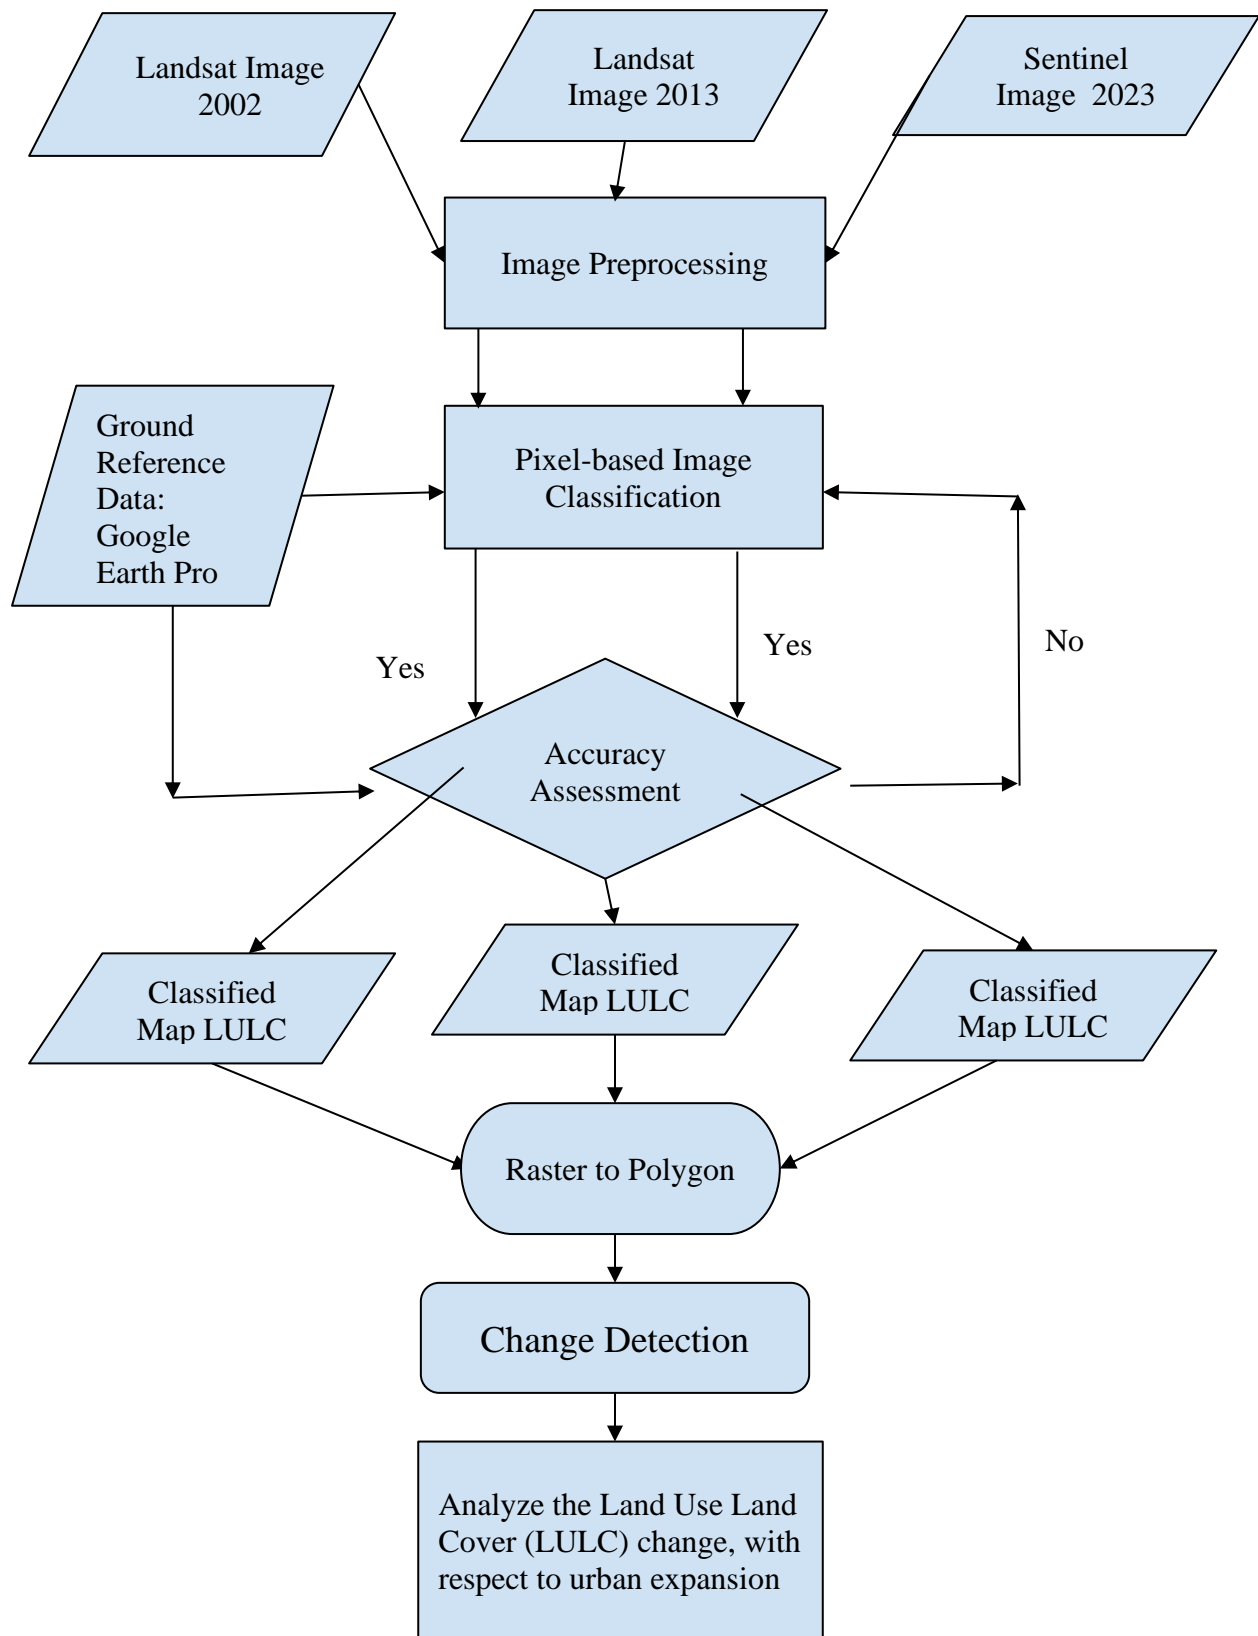 Landsat Image
2002
Landsat
Image 2013
Sentinel
Image 2023
Image Preprocessing
Ground
Reference
Data:
Google
Earth Pro
Pixel-based Image
Classification
Yes
Yes
No
Accuracy
Assessment
Classified
Map LULC
Classified
Map LULC
Classified
Map LULC
Raster to Polygon
Change Detection
Analyze the Land Use Land
Cover (LULC) change, with
respect to urban expansion